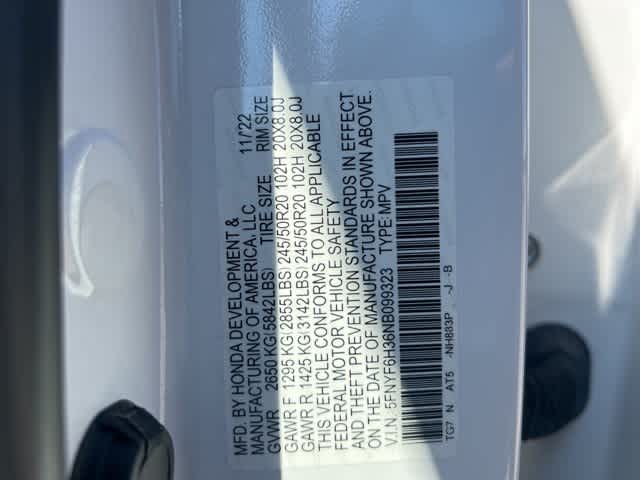 MFD. BY HONDA DEVELOPMENT &
MANUFACTURING OF AMERICA, LLC 11/22
GVWR 2650 KG(5842LBS) TIRE SIZE RIM SIZE
GAWR F 1295 KG(2855LBS) 245/50R20 102H 20X8.0J
GAWR R 1425 KG(3142LBS) 245/50R20 102H 20X8.0J
THIS VEHICLE CONFORMS TO ALL APPLICABLE
FEDERAL MOTOR VEHICLE SAFETY
AND THEFT PREVENTION STANDARDS IN EFFECT
ON THE DATE OF MANUFACTURE SHOWN ABOVE.
V.I.N.: 5FNYF6H36NB099323 TYPE: MPV
TG7 N AT5 -NH883P -J -B